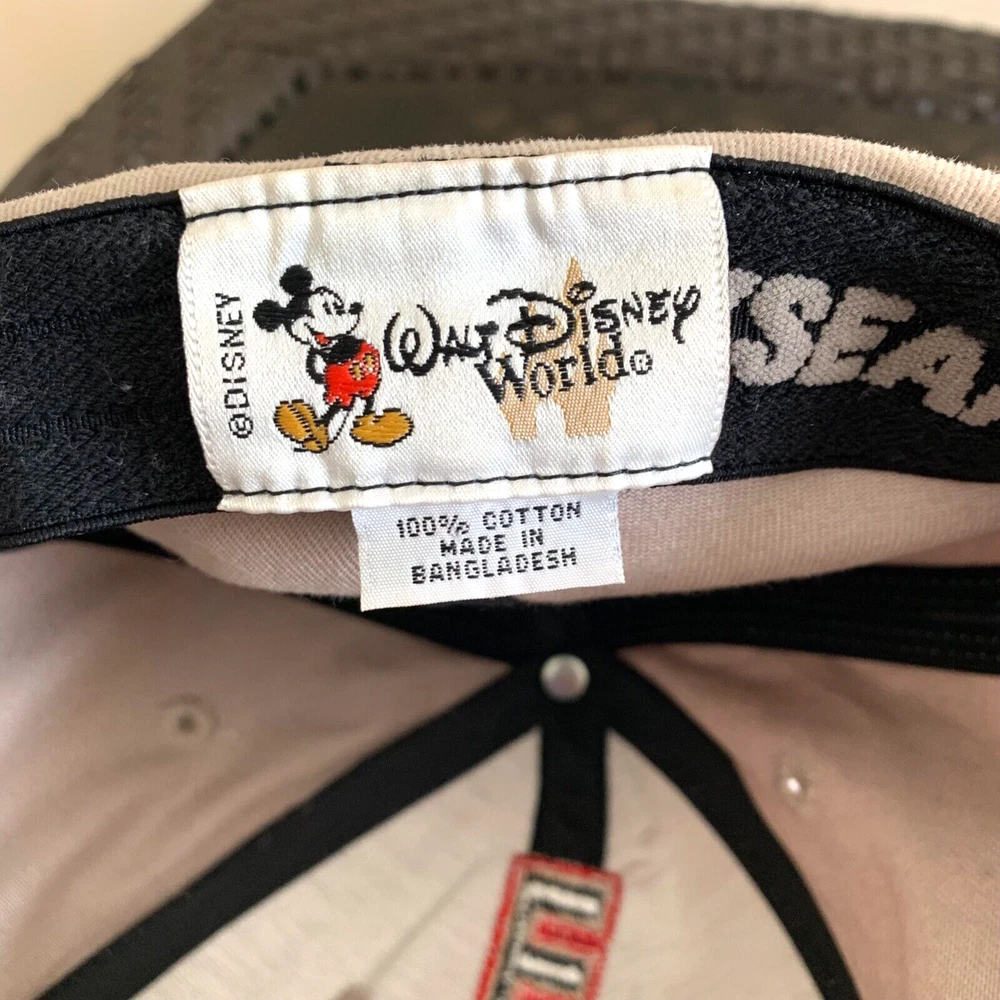 ©DISNEY
WALT DISNEY
World®
100% COTTON
MADE IN
BANGLADESH